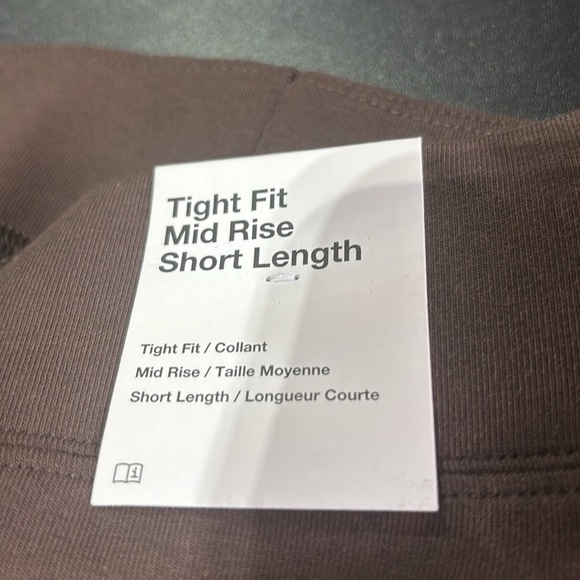 Tight Fit
Mid Rise
Short Length
Tight Fit / Collant
Mid Rise / Taille Moyenne
Short Length / Longueur Courte
i